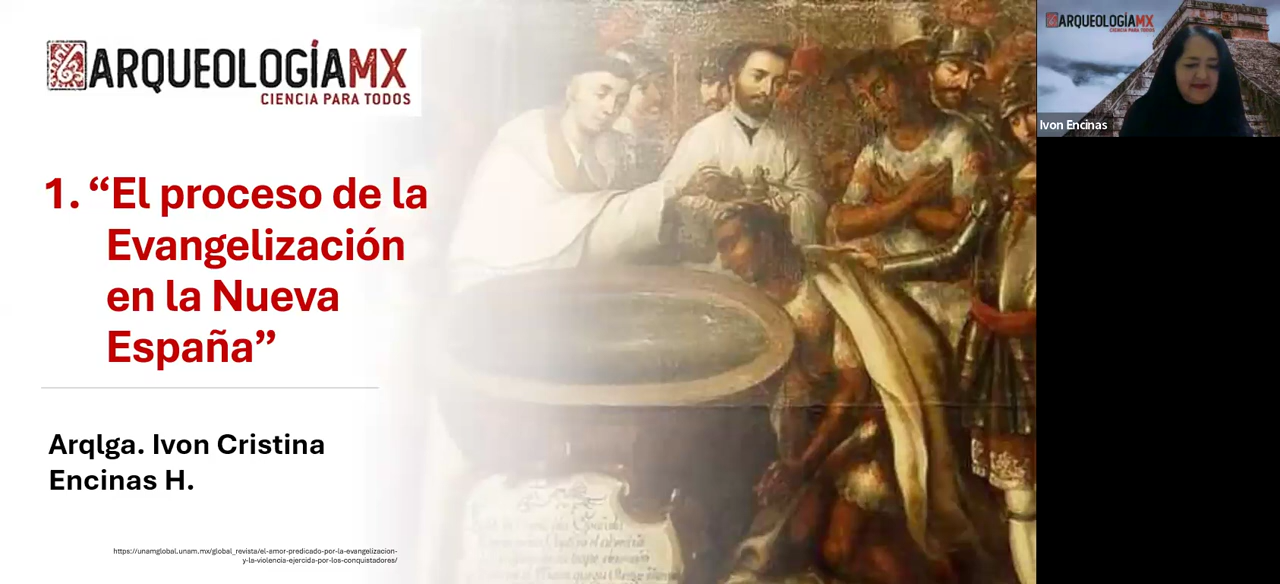 ARQUEOLOGÍAMX
CIENCIA PARA TODOS
1. “El proceso de la
Evangelización
en la Nueva
España”
Arqlga. Ivon Cristina
Encinas H.
https://unamglobal.unam.mx/global_revista/el-amor-predicado-por-la-evangelizacion-
y-la-violencia-ejercida-por-los-conquistadores/
ARQUEOLOGÍAMX
CIENCIA PARA TODOS
Ivon Encinas